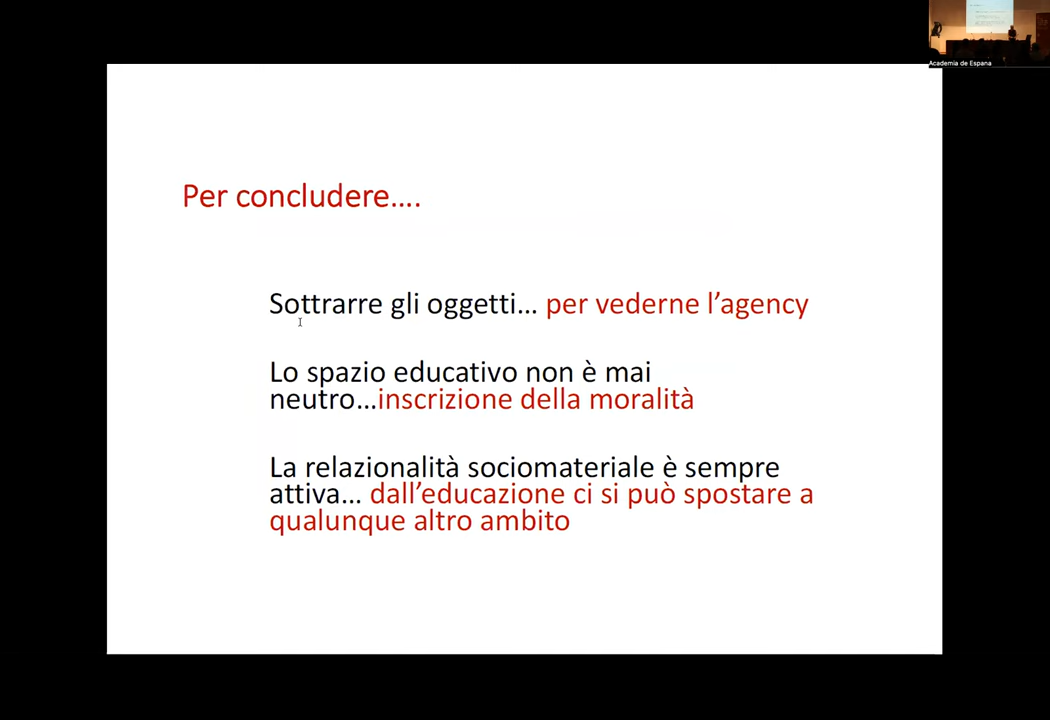 Academia de Espana
Per concludere....
Sottrarre gli oggetti... per vederne l'agency
Lo spazio educativo non è mai
neutro...inscrizione della moralità
La relazionalità sociomateriale è sempre
attiva... dall'educazione ci si può spostare a
qualunque altro ambito